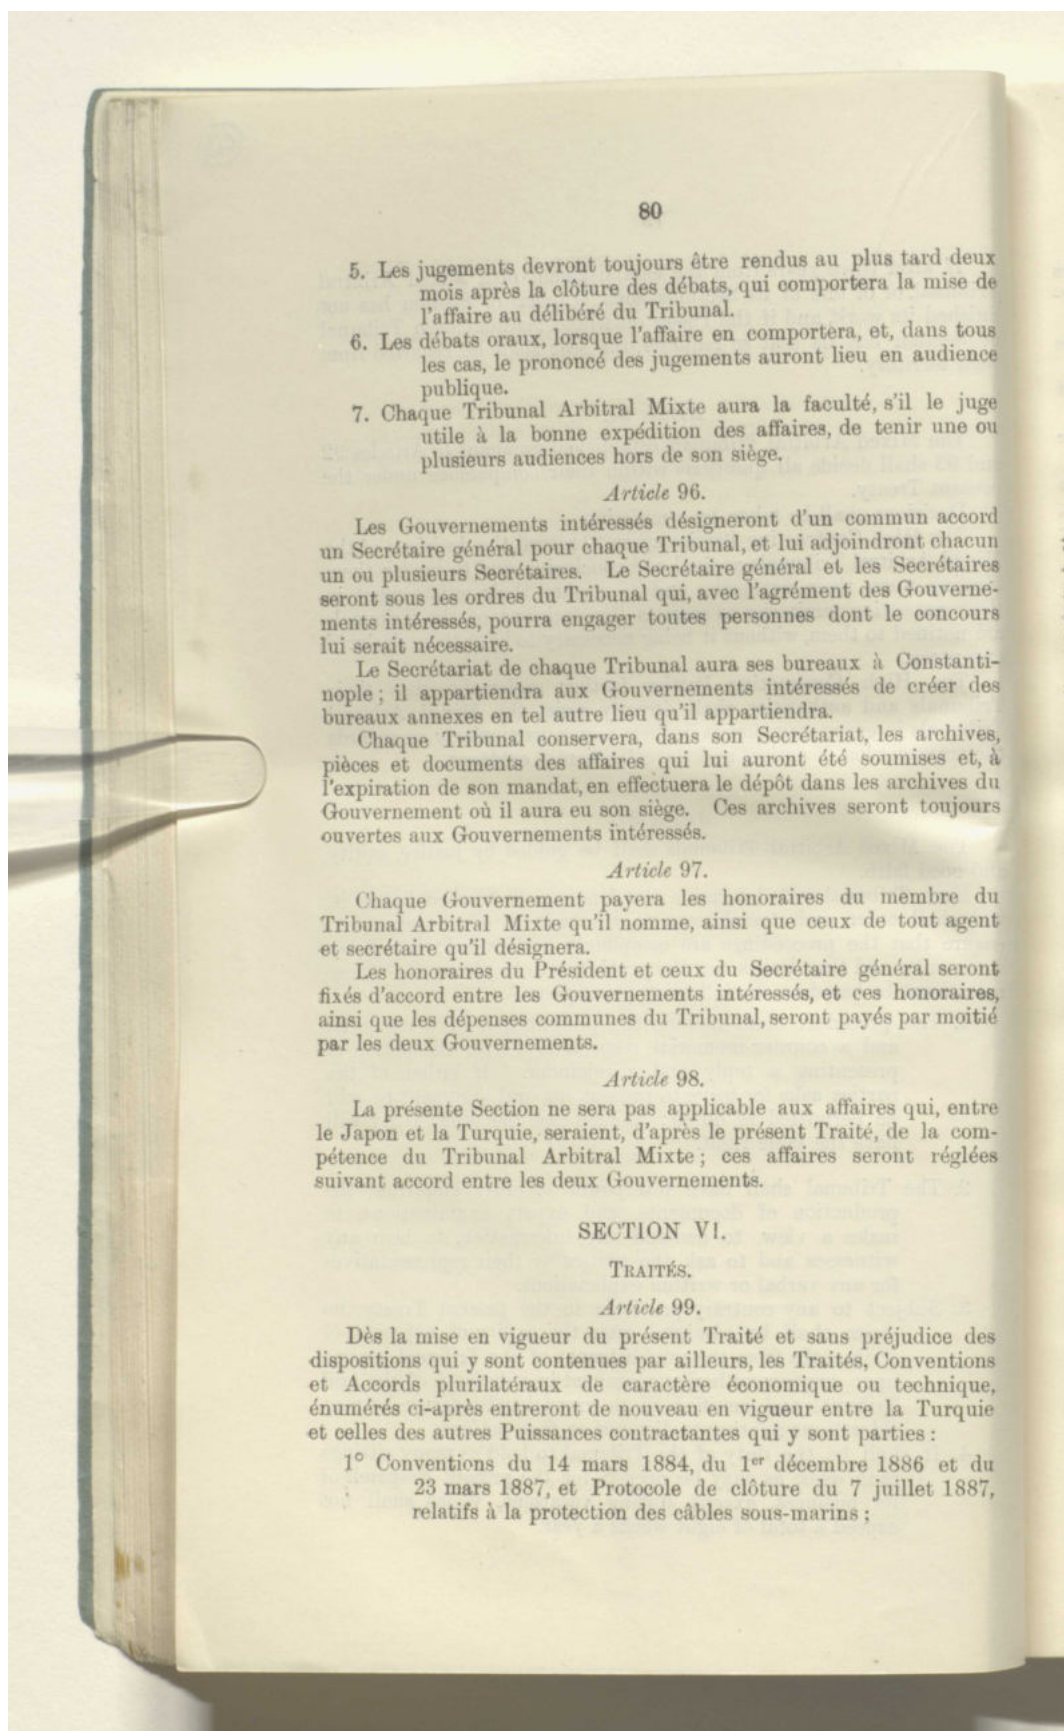 80
5. Les jugements devront toujours être rendus au plus tard deux
mois après la clôture des débats, qui comportera la mise de
l'affaire au délibéré du Tribunal.
6. Les débats oraux, lorsque l'affaire en comportera, et, dans tous
les cas, le prononcé des jugements auront lieu en audience
publique.
7. Chaque Tribunal Arbitral Mixte aura la faculté, s'il le juge
utile à la bonne expédition des affaires, de tenir une ou
plusieurs audiences hors de son siège.
Article 96.
Les Gouvernements intéressés désigneront d'un commun accord
un Secrétaire général pour chaque Tribunal, et lui adjoindront chacun
un ou plusieurs Secrétaires. Le Secrétaire général et les Secrétaires
seront sous les ordres du Tribunal qui, avec l'agrément des Gouverne-
ments intéressés, pourra engager toutes personnes dont le concours
lui serait nécessaire.
Le Secrétariat de chaque Tribunal aura ses bureaux à Constanti-
nople ; il appartiendra aux Gouvernements intéressés de créer des
bureaux annexes en tel autre lieu qu'il appartiendra.
Chaque Tribunal conservera, dans son Secrétariat, les archives,
pièces et documents des affaires qui lui auront été soumises et, à
l'expiration de son mandat, en effectuera le dépôt dans les archives du
Gouvernement où il aura eu son siège. Ces archives seront toujours
ouvertes aux Gouvernements intéressés.
Article 97.
Chaque Gouvernement payera les honoraires du membre du
Tribunal Arbitral Mixte qu'il nomme, ainsi que ceux de tout agent
et secrétaire qu'il désignera.
Les honoraires du Président et ceux du Secrétaire général seront
fixés d'accord entre les Gouvernements intéressés, et ces honoraires,
ainsi que les dépenses communes du Tribunal, seront payés par moitié
par les deux Gouvernements.
Article 98.
La présente Section ne sera pas applicable aux affaires qui, entre
le Japon et la Turquie, seraient, d'après le présent Traité, de la com-
pétence du Tribunal Arbitral Mixte ; ces affaires seront réglées
suivant accord entre les deux Gouvernements.
SECTION VI.
TRAITÉS.
Article 99.
Dès la mise en vigueur du présent Traité et sans préjudice des
dispositions qui y sont contenues par ailleurs, les Traités, Conventions
et Accords plurilatéraux de caractère économique ou technique,
énumérés ci-après entreront de nouveau en vigueur entre la Turquie
et celles des autres Puissances contractantes qui y sont parties :
1° Conventions du 14 mars 1884, du 1er décembre 1886 et du
23 mars 1887, et Protocole de clôture du 7 juillet 1887,
relatifs à la protection des câbles sous-marins ;